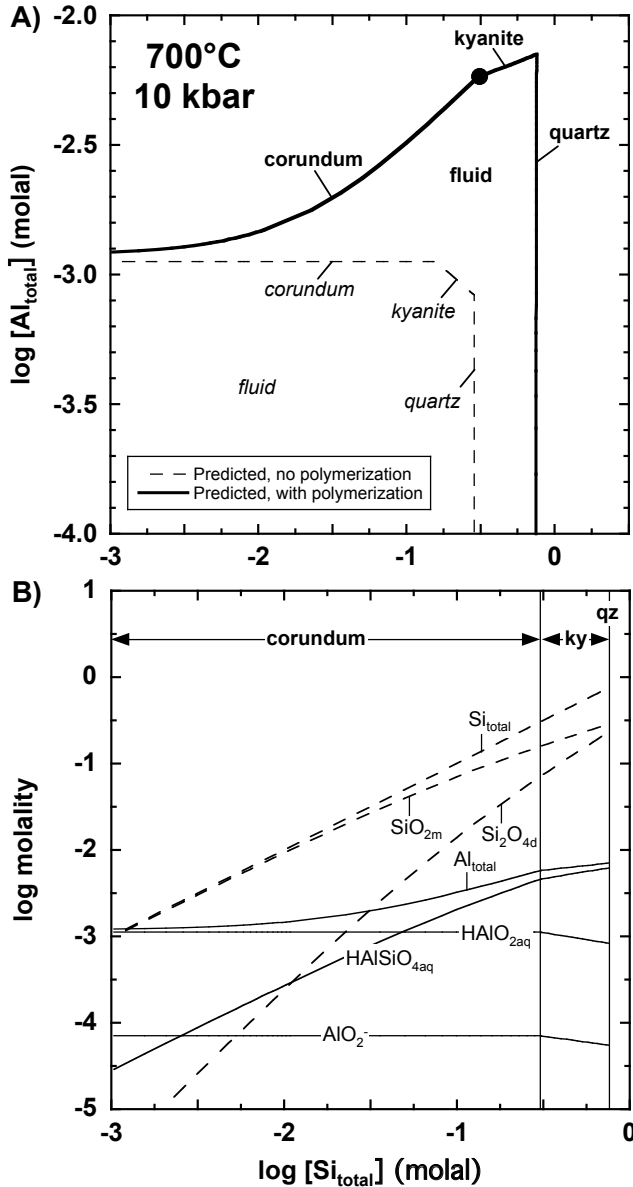 A)
700°C
10 kbar
kyanite
corundum
quartz
fluid
corundum
kyanite
fluid
quartz
Predicted, no polymerization
Predicted, with polymerization
log [Al_total] (molal)
-2.0
-2.5
-3.0
-3.5
-4.0
-3
-2
-1
0
B)
qz
corundum
ky
Si_total
SiO_2m
Si_2O_4d
Al_total
HAlO_2aq
HAlSiO_4aq
AlO_2^-
log molality
1
0
-1
-2
-3
-4
-5
-3
-2
-1
0
log [Si_total] (molal)